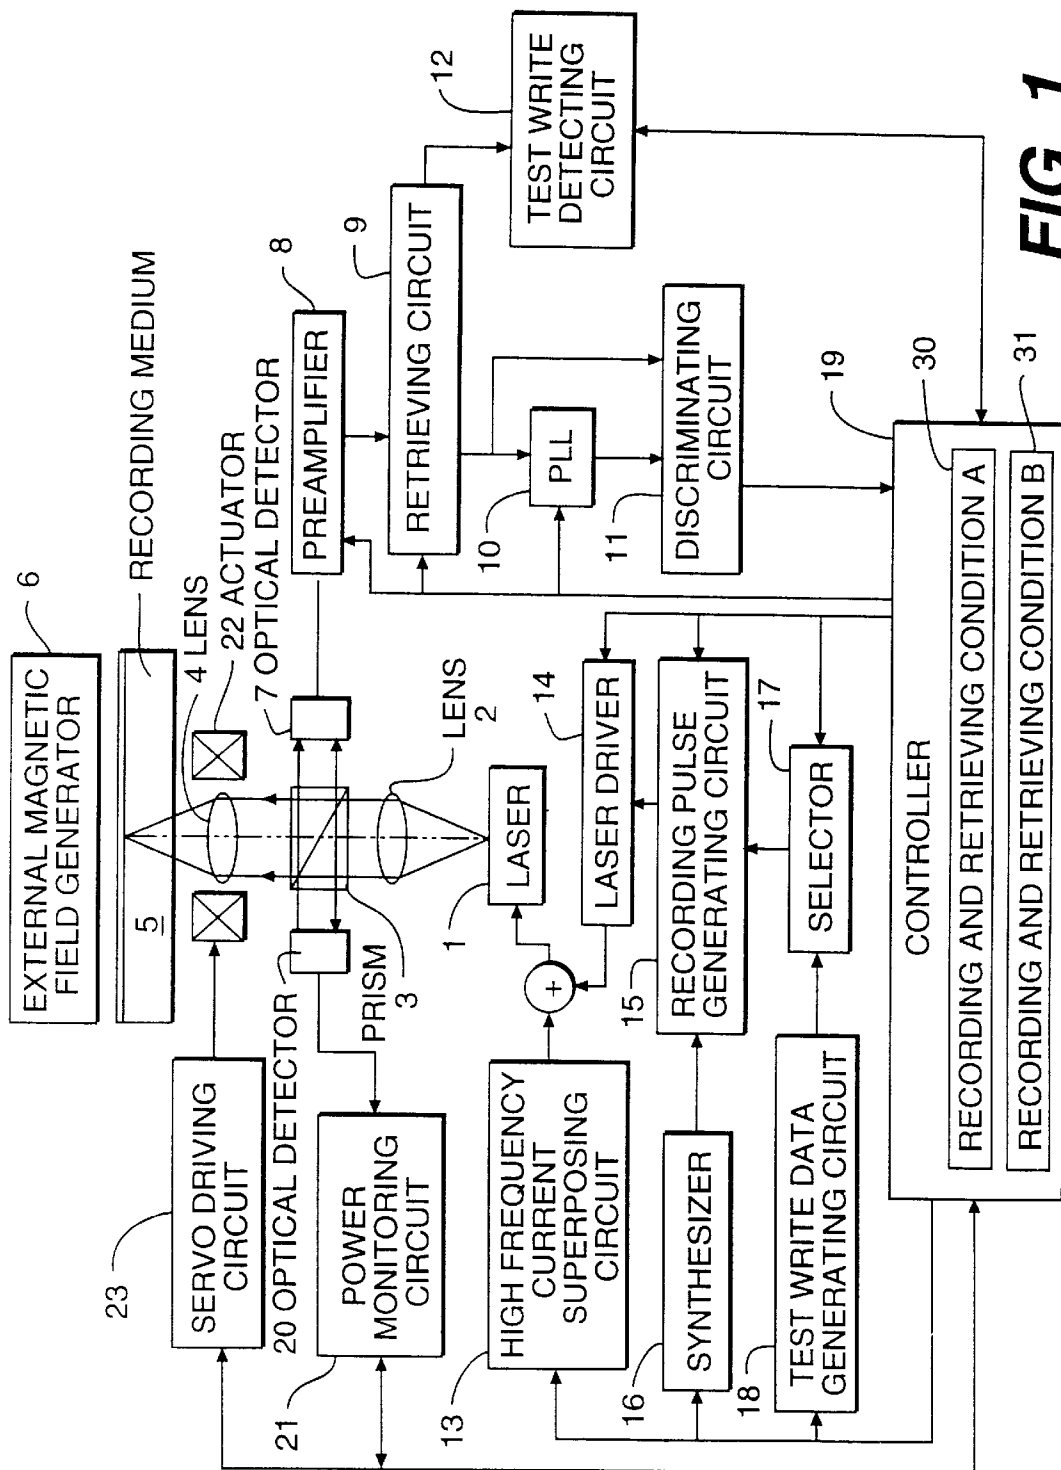 EXTERNAL MAGNETIC
FIELD GENERATOR
6
RECORDING MEDIUM
5
4 LENS
22 ACTUATOR
7 OPTICAL DETECTOR
SERVO DRIVING
CIRCUIT
23
20 OPTICAL DETECTOR
PRISM
3
LENS
2
POWER
MONITORING
CIRCUIT
21
PREAMPLIFIER
8
RETRIEVING CIRCUIT
9
TEST WRITE
DETECTING
CIRCUIT
12
PLL
10
DISCRIMINATING
CIRCUIT
11
LASER
1
+
LASER DRIVER
14
HIGH FREQUENCY
CURRENT
SUPERPOSING
CIRCUIT
13
RECORDING PULSE
GENERATING CIRCUIT
15
SYNTHESIZER
16
SELECTOR
17
TEST WRITE DATA
GENERATING CIRCUIT
18
CONTROLLER
19
RECORDING AND RETRIEVING CONDITION A
30
RECORDING AND RETRIEVING CONDITION B
31
FIG 1